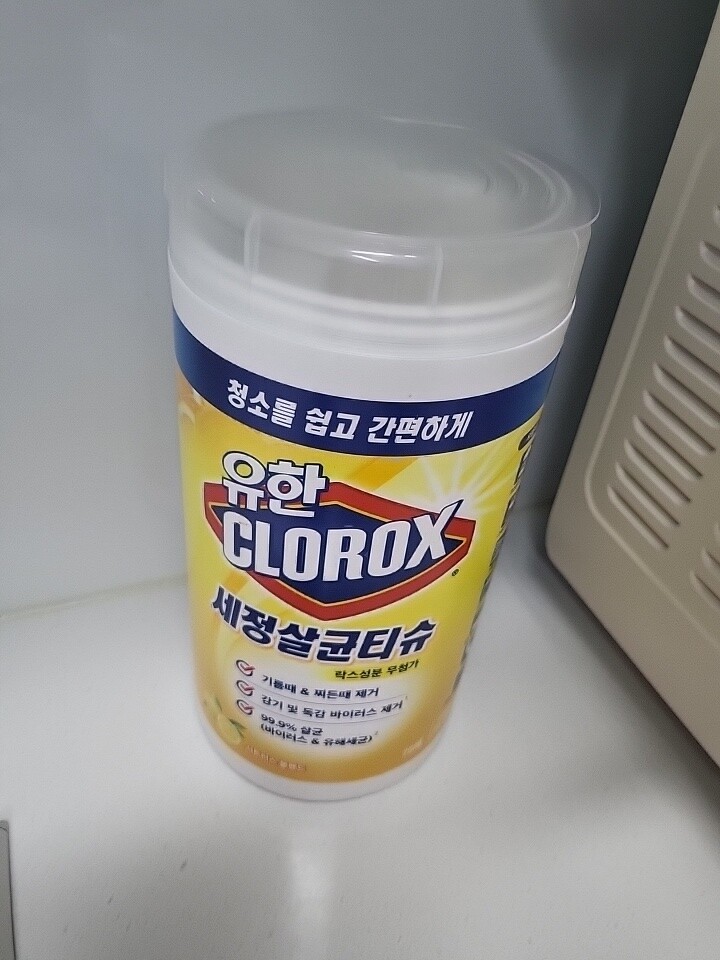 청소를 쉽고 간편하게
유한
CLOROX
세정살균티슈
락스성분 무첨가
기름때 & 찌든때 제거
감기 및 독감 바이러스 제거
99.9% 살균
(바이러스 & 유해세균)